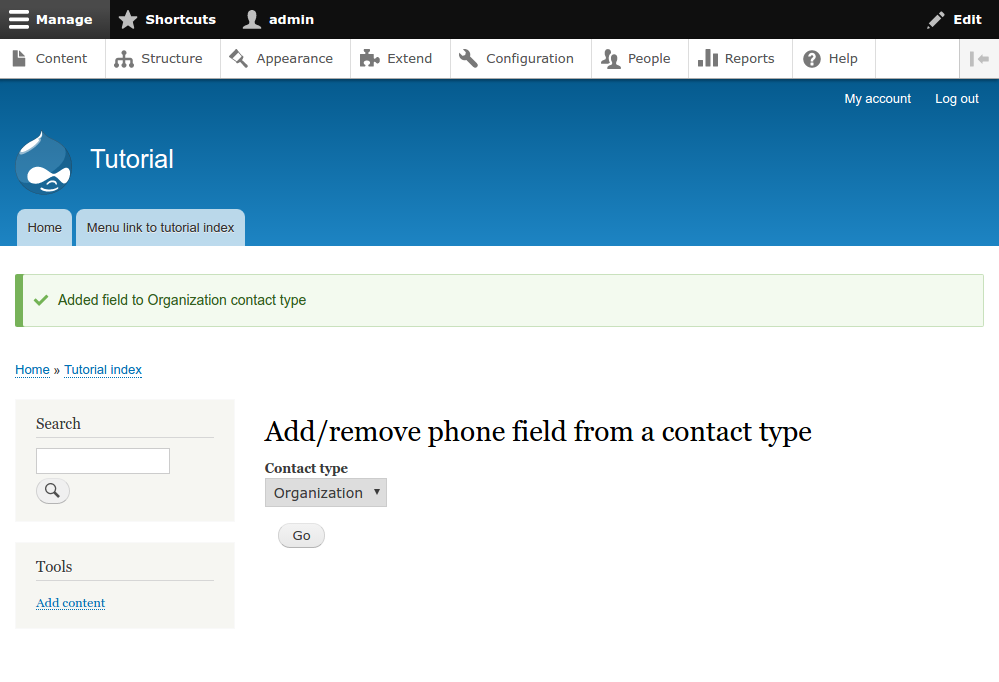 Manage Shortcuts admin Edit
Content Structure Appearance Extend Configuration People Reports Help
My account Log out
Tutorial
Home Menu link to tutorial index
Added field to Organization contact type
Home » Tutorial index
Search
Add/remove phone field from a contact type
Contact type
Organization
Go
Tools
Add content